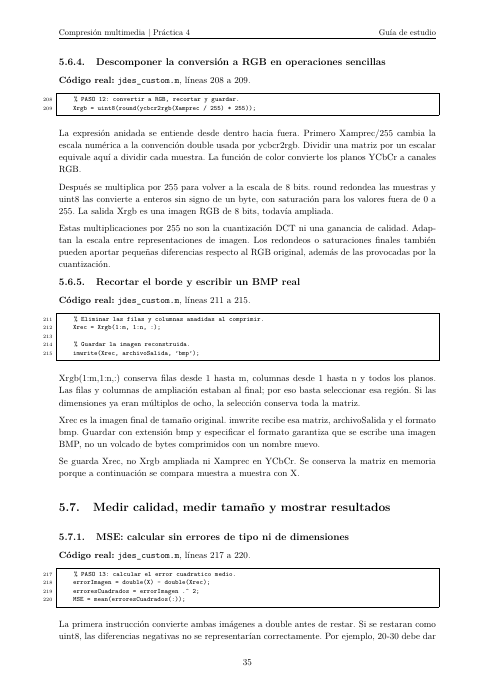 Compresión multimedia | Práctica 4 Guía de estudio
5.6.4. Descomponer la conversión a RGB en operaciones sencillas
Código real: jdes_custom.m, líneas 208 a 209.
208 % PASO 12: convertir a RGB, recortar y guardar.
209 Xrgb = uint8(round(ycbcr2rgb(Xamprec / 255) * 255));
La expresión anidada se entiende desde dentro hacia fuera. Primero Xamprec/255 cambia la
escala numérica a la convención double usada por ycbcr2rgb. Dividir una matriz por un escalar
equivale aquí a dividir cada muestra. La función de color convierte los planos YCbCr a canales
RGB.
Después se multiplica por 255 para volver a la escala de 8 bits. round redondea las muestras y
uint8 las convierte a enteros sin signo de un byte, con saturación para los valores fuera de 0 a
255. La salida Xrgb es una imagen RGB de 8 bits, todavía ampliada.
Estas multiplicaciones por 255 no son la cuantización DCT ni una ganancia de calidad. Adap-
tan la escala entre representaciones de imagen. Los redondeos o saturaciones finales también
pueden aportar pequeñas diferencias respecto al RGB original, además de las provocadas por la
cuantización.
5.6.5. Recortar el borde y escribir un BMP real
Código real: jdes_custom.m, líneas 211 a 215.
211 % Eliminar las filas y columnas anadidas al comprimir.
212 Xrec = Xrgb(1:m, 1:n, :);
213
214 % Guardar la imagen reconstruida.
215 imwrite(Xrec, archivoSalida, 'bmp');
Xrgb(1:m,1:n,:) conserva filas desde 1 hasta m, columnas desde 1 hasta n y todos los planos.
Las filas y columnas de ampliación estaban al final; por eso basta seleccionar esa región. Si las
dimensiones ya eran múltiplos de ocho, la selección conserva toda la matriz.
Xrec es la imagen final de tamaño original. imwrite recibe esa matriz, archivoSalida y el formato
bmp. Guardar con extensión bmp y especificar el formato garantiza que se escribe una imagen
BMP, no un volcado de bytes comprimidos con un nombre nuevo.
Se guarda Xrec, no Xrgb ampliada ni Xamprec en YCbCr. Se conserva la matriz en memoria
porque a continuación se compara muestra a muestra con X.
5.7. Medir calidad, medir tamaño y mostrar resultados
5.7.1. MSE: calcular sin errores de tipo ni de dimensiones
Código real: jdes_custom.m, líneas 217 a 220.
217 % PASO 13: calcular el error cuadratico medio.
218 errorImagen = double(X) - double(Xrec);
219 erroresCuadrados = errorImagen .^ 2;
220 MSE = mean(erroresCuadrados(:));
La primera instrucción convierte ambas imágenes a double antes de restar. Si se restaran como
uint8, las diferencias negativas no se representarían correctamente. Por ejemplo, 20-30 debe dar
35